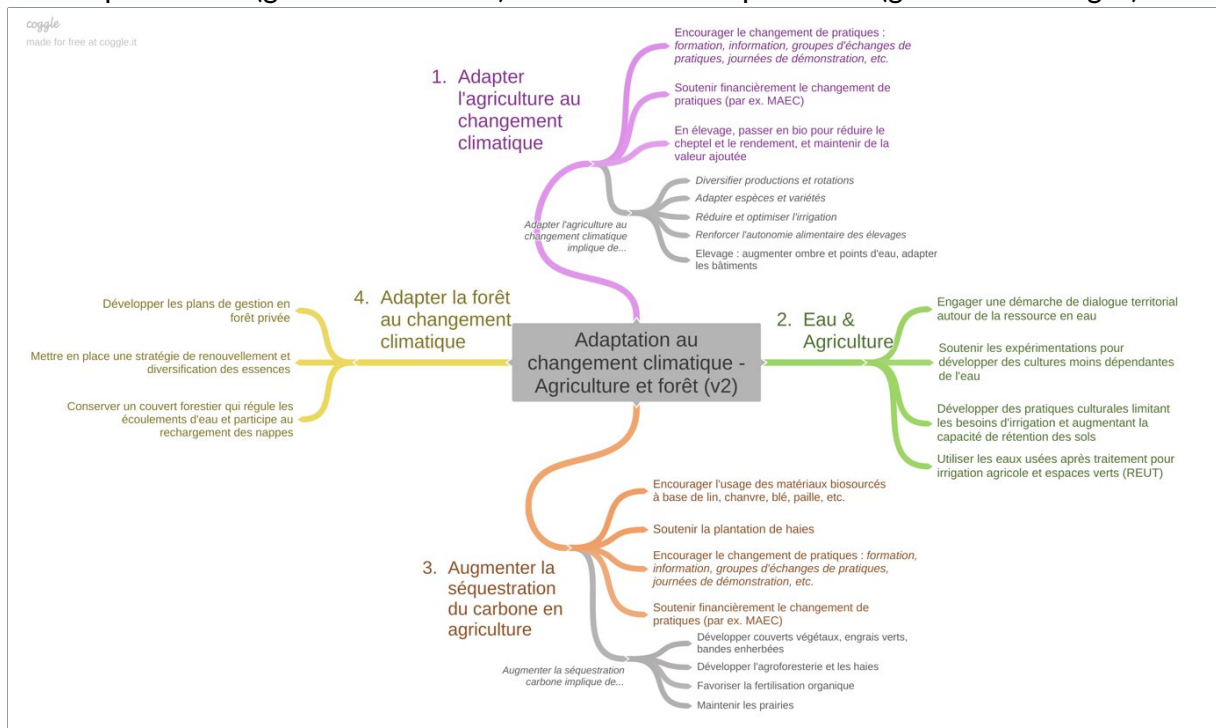 coggle
made for free at coggle.it
1. Adapter
l'agriculture au
changement
climatique
Encourager le changement de pratiques :
formation, information, groupes d'échanges de
pratiques, journées de démonstration, etc.
Soutenir financièrement le changement de
pratiques (par ex. MAEC)
En élevage, passer en bio pour réduire le
cheptel et le rendement, et maintenir de la
valeur ajoutée
Adapter l'agriculture au
changement climatique
implique de...
Diversifier productions et rotations
Adapter espèces et variétés
Réduire et optimiser l'irrigation
Renforcer l'autonomie alimentaire des élevages
Elevage : augmenter ombre et points d'eau, adapter
les bâtiments
Adaptation au
changement climatique -
Agriculture et forêt (v2)
2. Eau &
Agriculture
Engager une démarche de dialogue territorial
autour de la ressource en eau
Soutenir les expérimentations pour
développer des cultures moins dépendantes
de l'eau
Développer des pratiques culturales limitant
les besoins d'irrigation et augmentant la
capacité de rétention des sols
Utiliser les eaux usées après traitement pour
irrigation agricole et espaces verts (REUT)
3. Augmenter la
séquestration
du carbone en
agriculture
Encourager l'usage des matériaux biosourcés
à base de lin, chanvre, blé, paille, etc.
Soutenir la plantation de haies
Encourager le changement de pratiques : formation,
information, groupes d'échanges de pratiques,
journées de démonstration, etc.
Soutenir financièrement le changement de
pratiques (par ex. MAEC)
Augmenter la séquestration
carbone implique de...
Développer couverts végétaux, engrais verts,
bandes enherbées
Développer l'agroforesterie et les haies
Favoriser la fertilisation organique
Maintenir les prairies
4. Adapter la forêt
au changement
climatique
Développer les plans de gestion en
forêt privée
Mettre en place une stratégie de renouvellement et
diversification des essences
Conserver un couvert forestier qui régule les
écoulements d'eau et participe au
rechargement des nappes